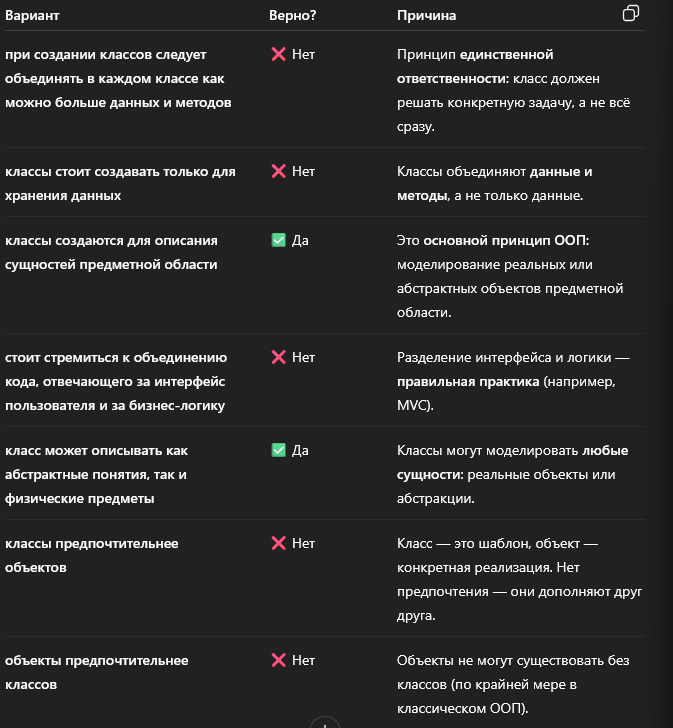 Вариант Верно? Причина
при создании классов следует ❌ Нет Принцип единственной
объединять в каждом классе как ответственности: класс должен
можно больше данных и методов решать конкретную задачу, а не всё
сразу.
классы стоит создавать только для ❌ Нет Классы объединяют данные и
хранения данных методы, а не только данные.
классы создаются для описания ✅ Да Это основной принцип ООП:
сущностей предметной области моделирование реальных или
абстрактных объектов предметной
области.
стоит стремиться к объединению ❌ Нет Разделение интерфейса и логики —
кода, отвечающего за интерфейс правильная практика (например,
пользователя и за бизнес-логику MVC).
класс может описывать как ✅ Да Классы могут моделировать любые
абстрактные понятия, так и сущности: реальные объекты или
физические предметы абстракции.
классы предпочтительнее ❌ Нет Класс — это шаблон, объект —
объектов конкретная реализация. Нет
предпочтения — они дополняют друг
друга.
объекты предпочтительнее ❌ Нет Объекты не могут существовать без
классов классов (по крайней мере в
классическом ООП).